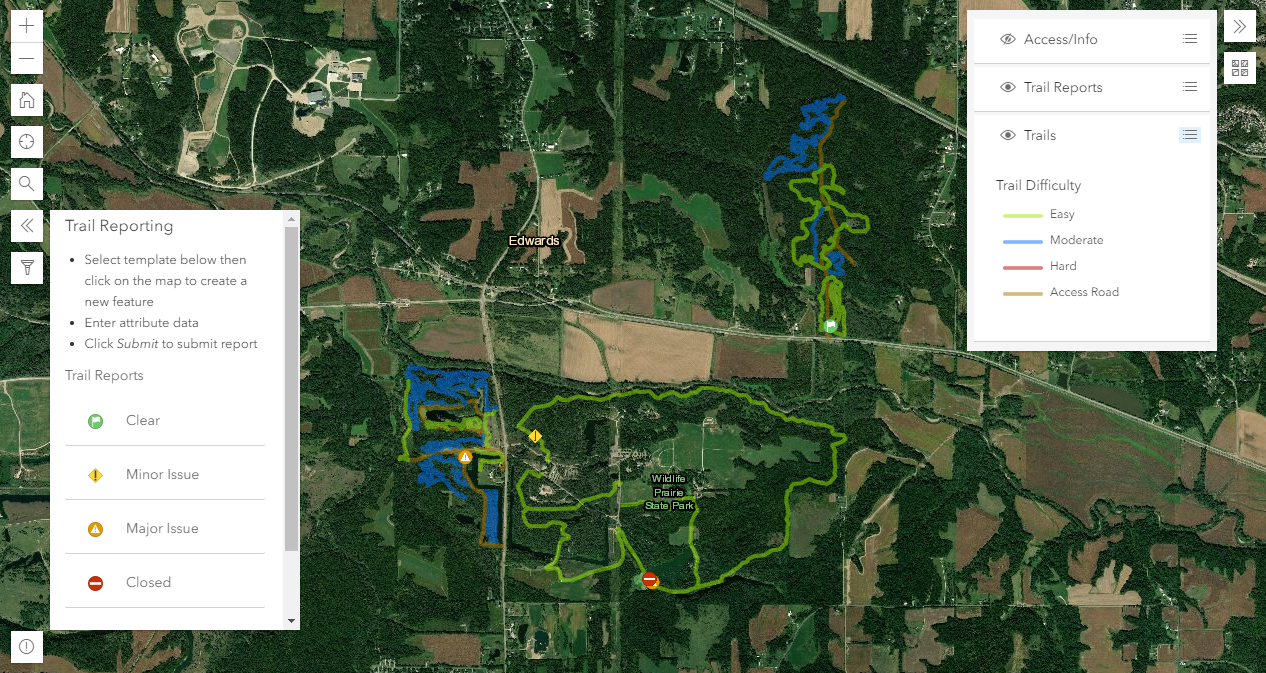 Trail Reporting
Select template below then
click on the map to create a
new feature
Enter attribute data
Click Submit to submit report
Trail Reports
Clear
Minor Issue
Major Issue
Closed
Edwards
Wildlife
Prairie
State Park
Access/Info
Trail Reports
Trails
Trail Difficulty
Easy
Moderate
Hard
Access Road